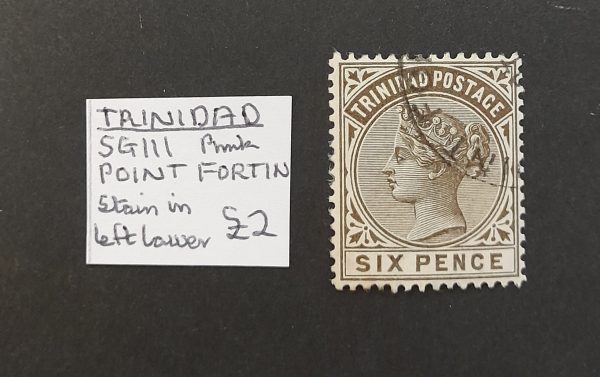 TRINIDAD
SG111 Pmk
POINT FORTIN
Stain in
left lower £2
TRINIDAD POSTAGE
SIX PENCE